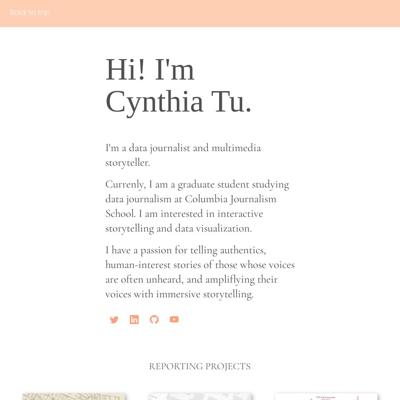 Back to top
Hi! I'm
Cynthia Tu.
I'm a data journalist and multimedia
storyteller.
Currenly, I am a graduate student studying
data journalism at Columbia Journalism
School. I am interested in interactive
storytelling and data visualization.
I have a passion for telling authentics,
human-interest stories of those whose voices
are often unheard, and ampliflying their
voices with immersive storytelling.
REPORTING PROJECTS